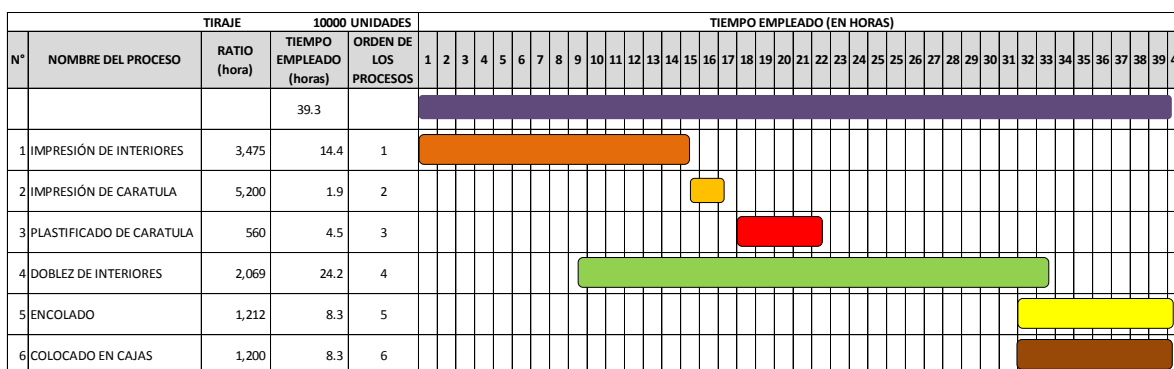 TIRAJE 10000 UNIDADES TIEMPO EMPLEADO (EN HORAS)
N° NOMBRE DEL PROCESO RATIO (hora) TIEMPO EMPLEADO (horas) ORDEN DE LOS PROCESOS 1 2 3 4 5 6 7 8 9 10 11 12 13 14 15 16 17 18 19 20 21 22 23 24 25 25 26 27 28 29 30 31 32 33 34 35 36 37 38 39
39.3
1 IMPRESIÓN DE INTERIORES 3,475 14.4 1
2 IMPRESIÓN DE CARATULA 5,200 1.9 2
3 PLASTIFICADO DE CARATULA 560 4.5 3
4 DOBLEZ DE INTERIORES 2,069 24.2 4
5 ENCOLADO 1,212 8.3 5
6 COLOCADO EN CAJAS 1,200 8.3 6